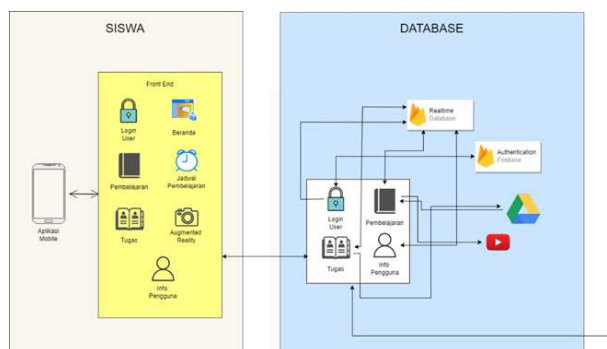 SISWA
Front End
Login
User
Beranda
Pembelajaran
Jadwal
Pembelajaran
Tugas
Augmented
Reality
Info
Pengguna
Aplikasi
Mobile
DATABASE
Realtime
Database
Authentication
Firebase
Login
User
Pembelajaran
Tugas
Info
Pengguna